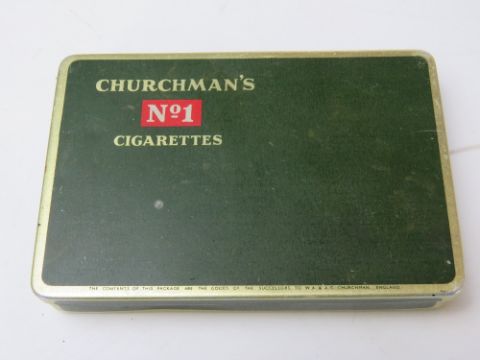 CHURCHMAN'S
Nº1
CIGARETTES
THE CONTENTS OF THIS PACKAGE ARE THE GOODS OF THE SUCCESSORS TO W.A. & A.C. CHURCHMAN, ENGLAND.